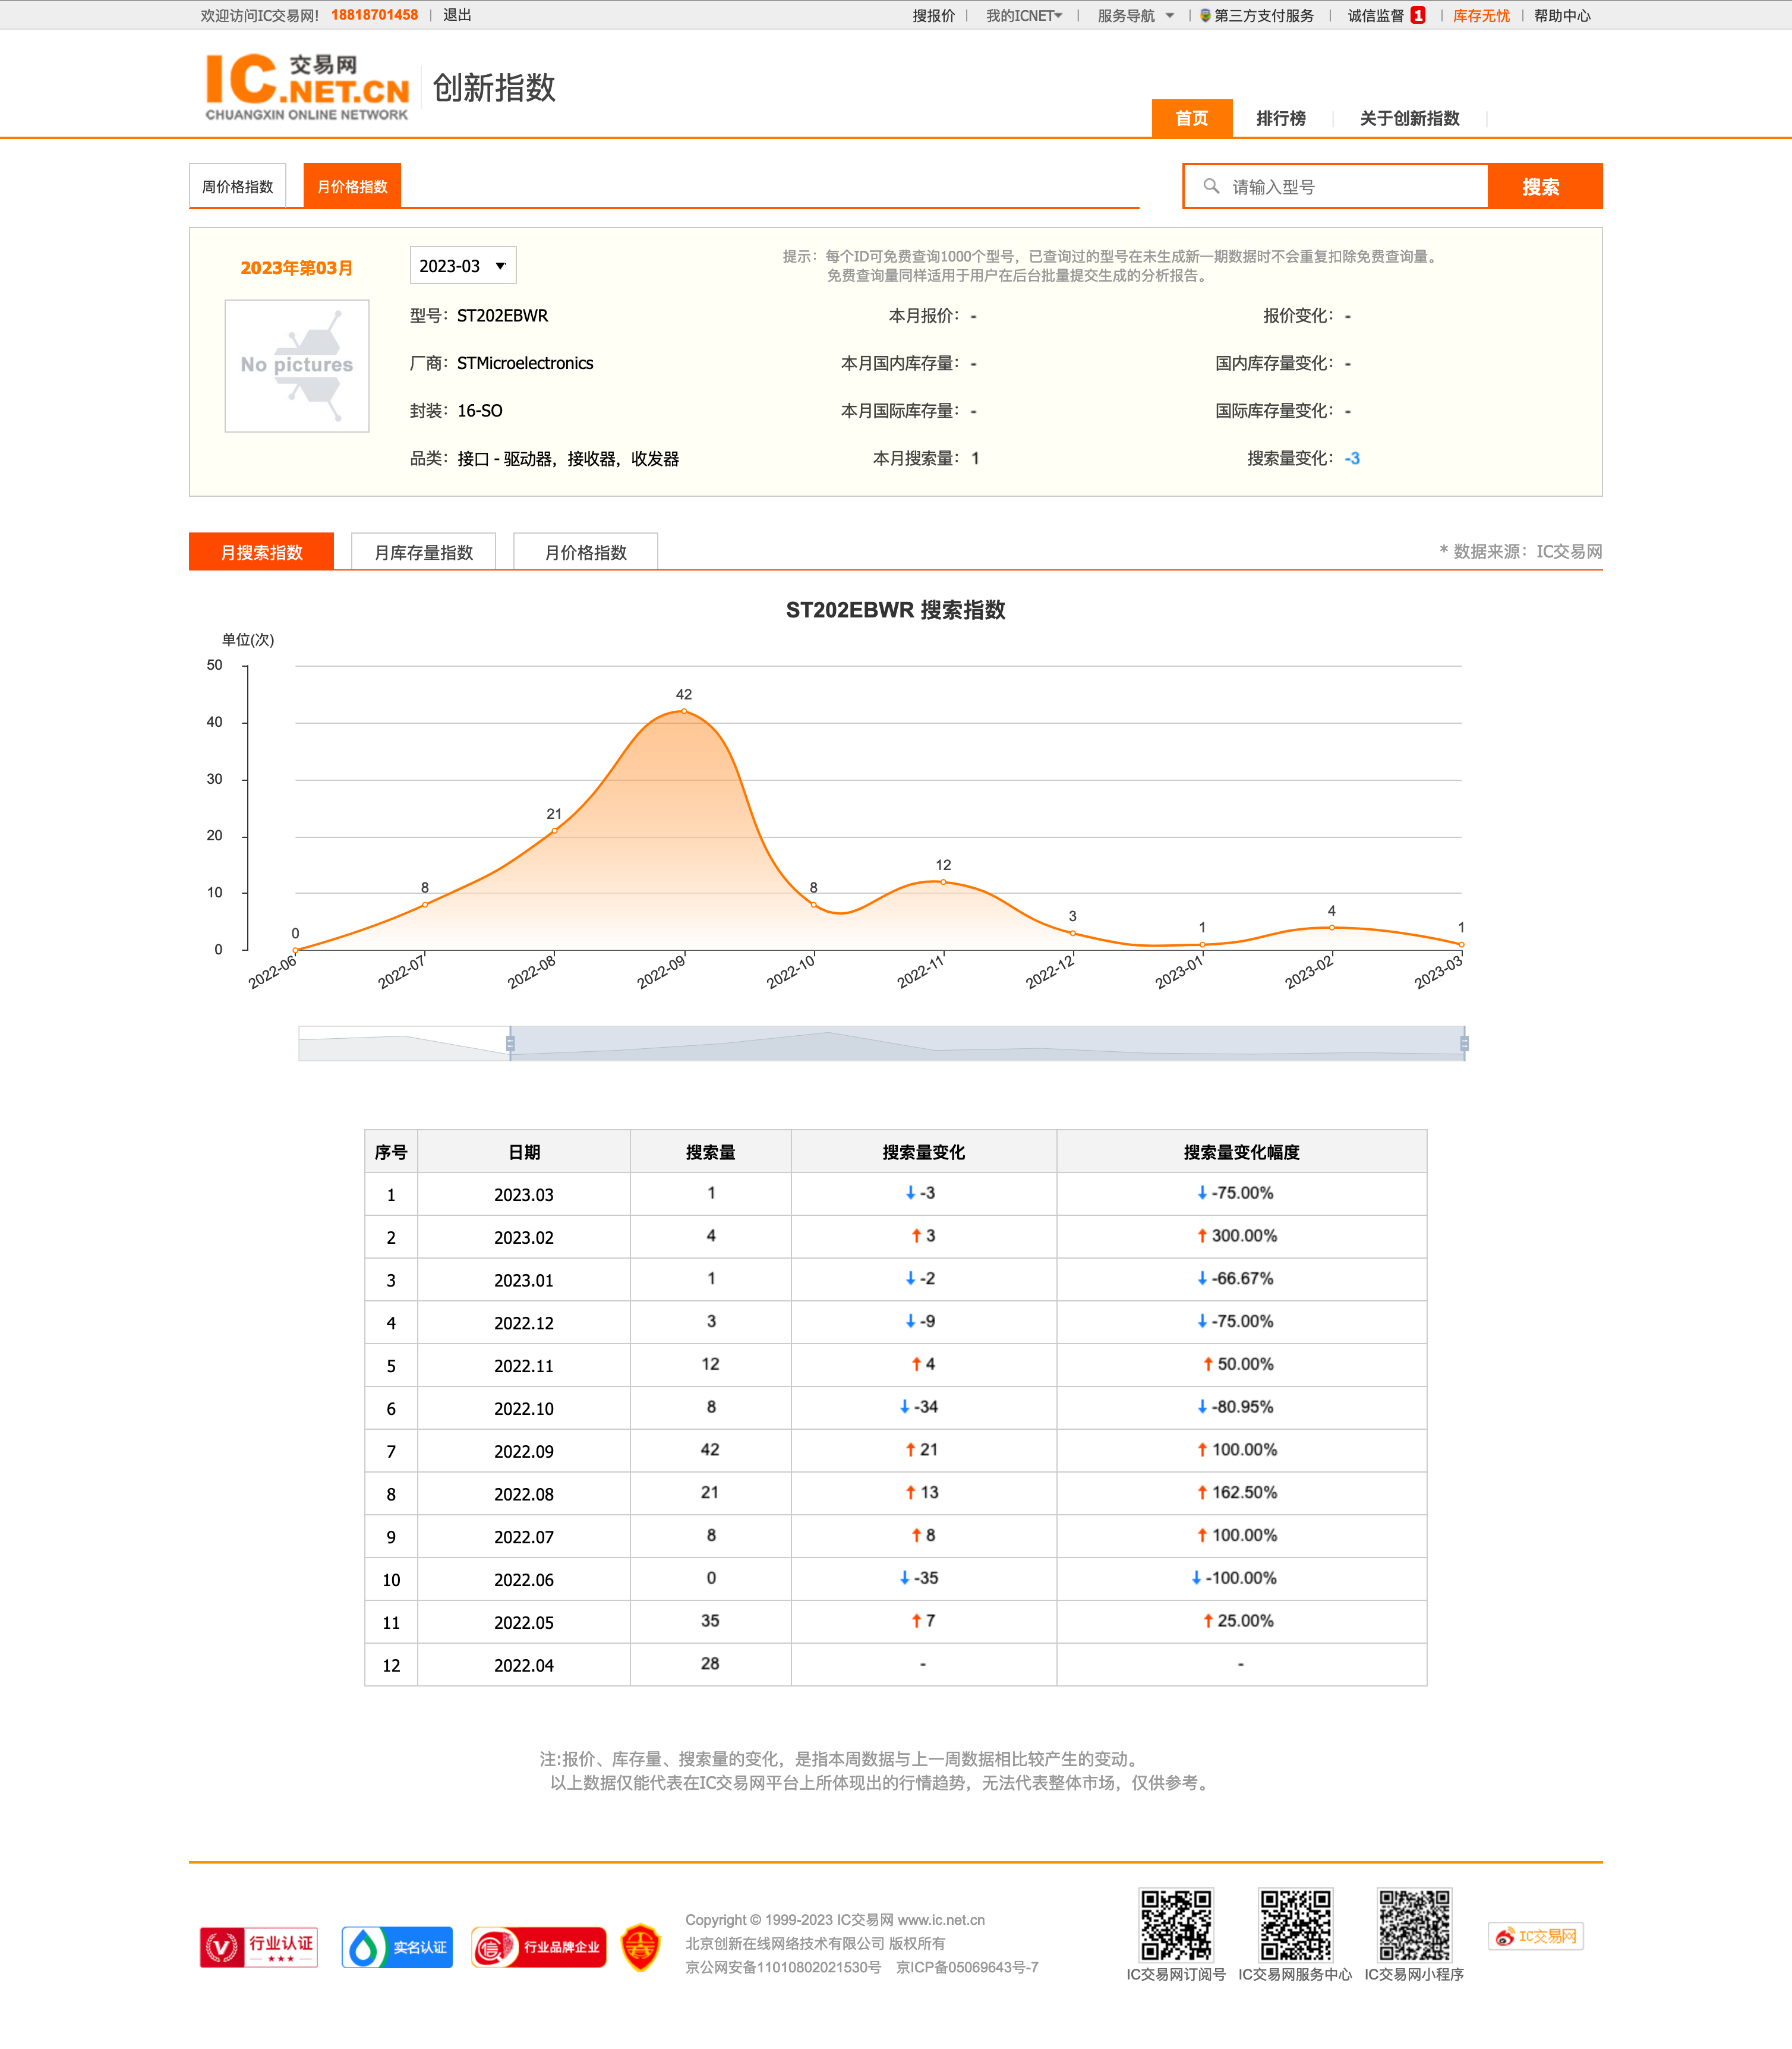 欢迎访问IC交易网! 18818701458 | 退出 搜报价 | 我的ICNET | 服务导航 | 第三方支付服务 | 诚信监督 1 | 库存无忧 | 帮助中心
IC.NET.CN 交易网 CHUANGXIN ONLINE NETWORK 创新指数
首页 排行榜 关于创新指数
周价格指数 月价格指数 请输入型号 搜索
2023年第03月 2023-03 提示：每个ID可免费查询1000个型号，已查询过的型号在未生成新一期数据时不会重复扣除免费查询量。
免费查询量同样适用于用户在后台批量提交生成的分析报告。
No pictures
型号：ST202EBWR 本月报价：- 报价变化：-
厂商：STMicroelectronics 本月国内库存量：- 国内库存量变化：-
封装：16-SO 本月国际库存量：- 国际库存量变化：-
品类：接口 - 驱动器，接收器，收发器 本月搜索量：1 搜索量变化：-3
月搜索指数 月库存量指数 月价格指数 * 数据来源：IC交易网
ST202EBWR 搜索指数
单位(次)
50
40
30
20
10
0
0 8 21 42 8 12 3 1 4 1
2022-06 2022-07 2022-08 2022-09 2022-10 2022-11 2022-12 2023-01 2023-02 2023-03
序号 日期 搜索量 搜索量变化 搜索量变化幅度
1 2023.03 1 ↓ -3 ↓ -75.00%
2 2023.02 4 ↑ 3 ↑ 300.00%
3 2023.01 1 ↓ -2 ↓ -66.67%
4 2022.12 3 ↓ -9 ↓ -75.00%
5 2022.11 12 ↑ 4 ↑ 50.00%
6 2022.10 8 ↓ -34 ↓ -80.95%
7 2022.09 42 ↑ 21 ↑ 100.00%
8 2022.08 21 ↑ 13 ↑ 162.50%
9 2022.07 8 ↑ 8 ↑ 100.00%
10 2022.06 0 ↓ -35 ↓ -100.00%
11 2022.05 35 ↑ 7 ↑ 25.00%
12 2022.04 28 - -
注:报价、库存量、搜索量的变化，是指本周数据与上一周数据相比较产生的变动。
以上数据仅能代表在IC交易网平台上所体现出的行情趋势，无法代表整体市场，仅供参考。
行业认证 实名认证 信 行业品牌企业
Copyright © 1999-2023 IC交易网 www.ic.net.cn
北京创新在线网络技术有限公司 版权所有
京公网安备11010802021530号 京ICP备05069643号-7
IC交易网订阅号 IC交易网服务中心 IC交易网小程序
IC交易网